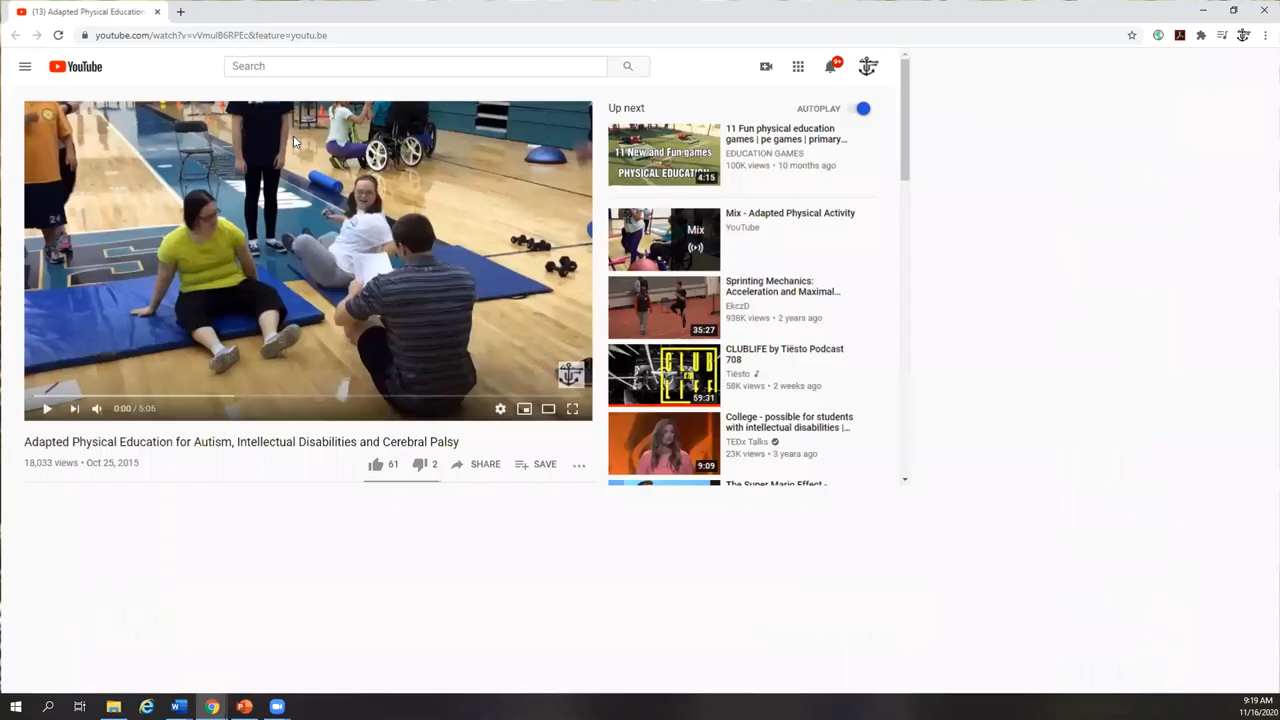 (13) Adapted Physical Education
youtube.com/watch?v=vVmulB6RPEc&feature=youtu.be
YouTube
Search
9+
24
0:00 / 5:05
Adapted Physical Education for Autism, Intellectual Disabilities and Cerebral Palsy
18,033 views • Oct 25, 2015
61
2
SHARE
SAVE
Up next
AUTOPLAY
11 New and Fun games
PHYSICAL EDUCATION
4:15
11 Fun physical education
games | pe games | primary...
EDUCATION GAMES
100K views • 10 months ago
Mix
Mix - Adapted Physical Activity
YouTube
35:27
Sprinting Mechanics:
Acceleration and Maximal...
EkczD
938K views • 2 years ago
CLUB
LIFE
59:31
CLUBLIFE by Tiësto Podcast
708
Tiësto
58K views • 2 weeks ago
9:09
College - possible for students
with intellectual disabilities |...
TEDx Talks
23K views • 3 years ago
The Super Mario Effect -
9:19 AM
11/16/2020